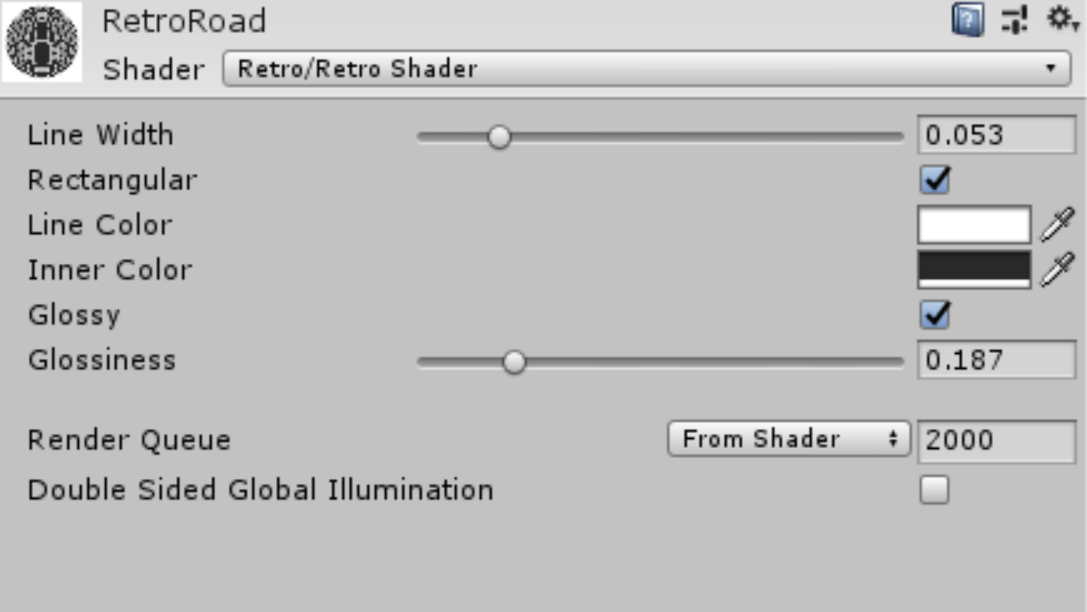 RetroRoad
Shader Retro/Retro Shader
Line Width 0.053
Rectangular
Line Color
Inner Color
Glossy
Glossiness 0.187
Render Queue From Shader 2000
Double Sided Global Illumination